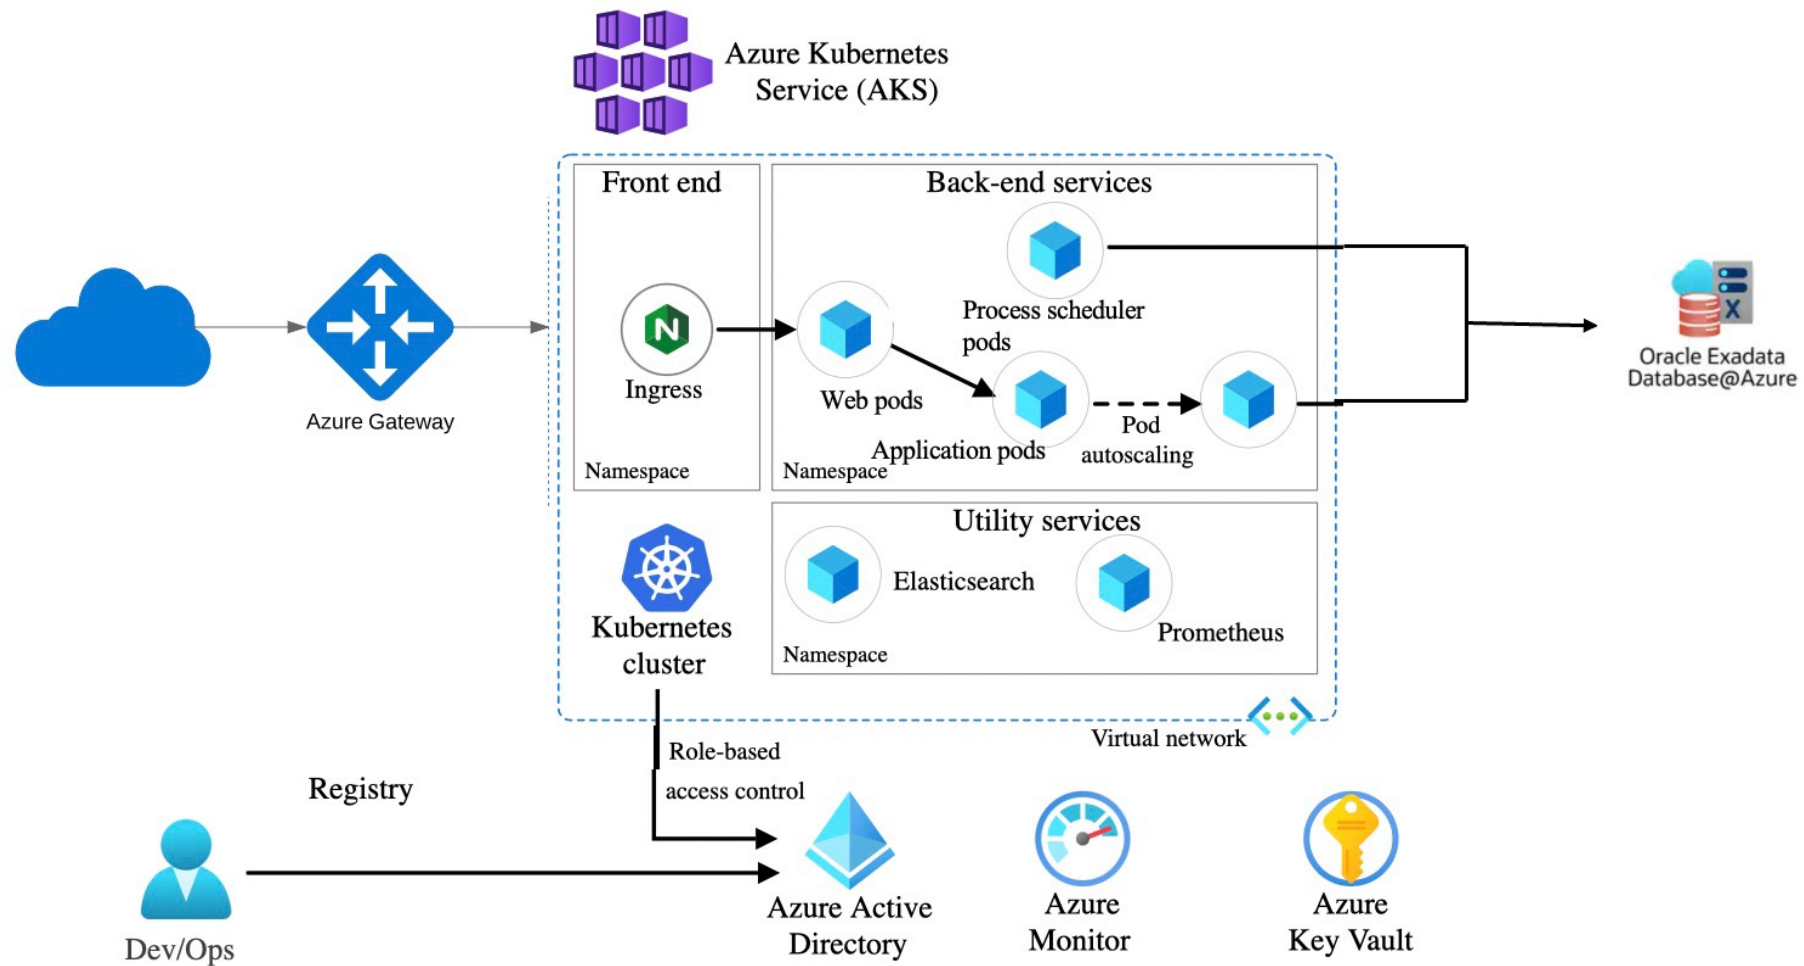 Azure Kubernetes
Service (AKS)
Front end
Back-end services
N
Ingress
Azure Gateway
Namespace
Process scheduler
pods
Web pods
Application pods
Pod
autoscaling
Namespace
X
Oracle Exadata
Database@Azure
Utility services
Elasticsearch
Prometheus
Namespace
Kubernetes
cluster
Virtual network
Role-based
access control
Registry
Dev/Ops
Azure Active
Directory
Azure
Monitor
Azure
Key Vault